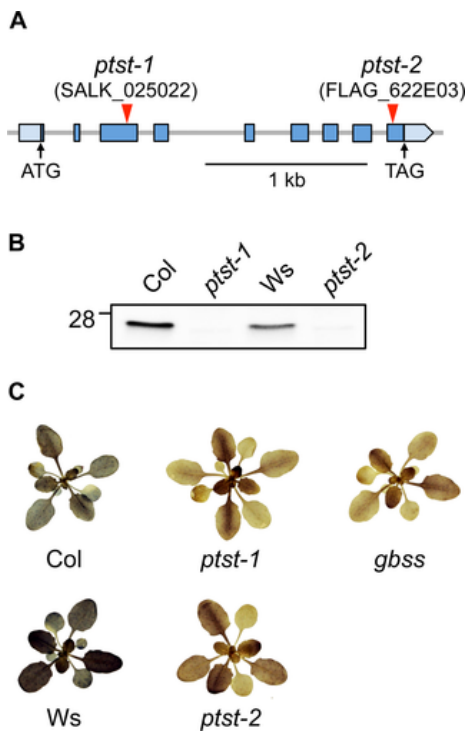 A
ptst-1 ptst-2
(SALK_025022) (FLAG_622E03)
ATG TAG
1 kb
B
Col ptst-1 Ws ptst-2
28
C
Col ptst-1 gbss
Ws ptst-2